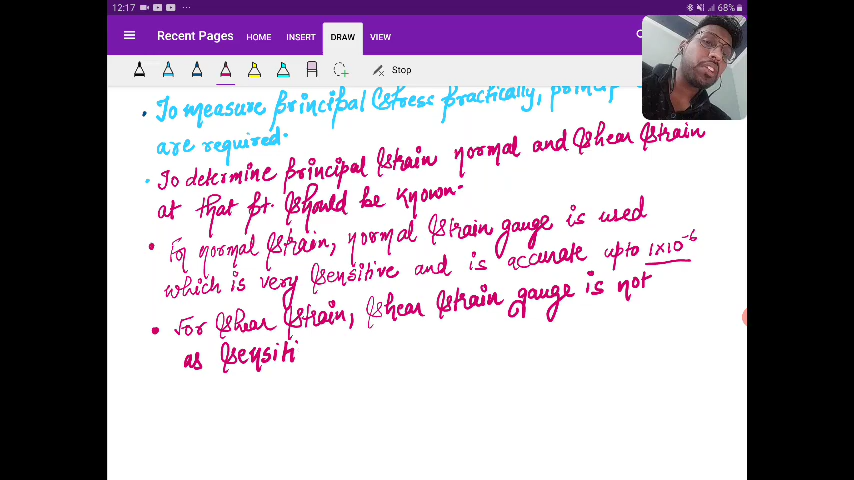 12:17
68%
Recent Pages HOME INSERT DRAW VIEW
Stop
To measure principal stress practically, princip
are required.
To determine principal strain normal and shear strain
at that pt. should be known.
For normal strain, normal strain gauge is used
which is very sensitive and is accurate upto 1×10⁻⁶
For shear strain, shear strain gauge is not
as sensiti